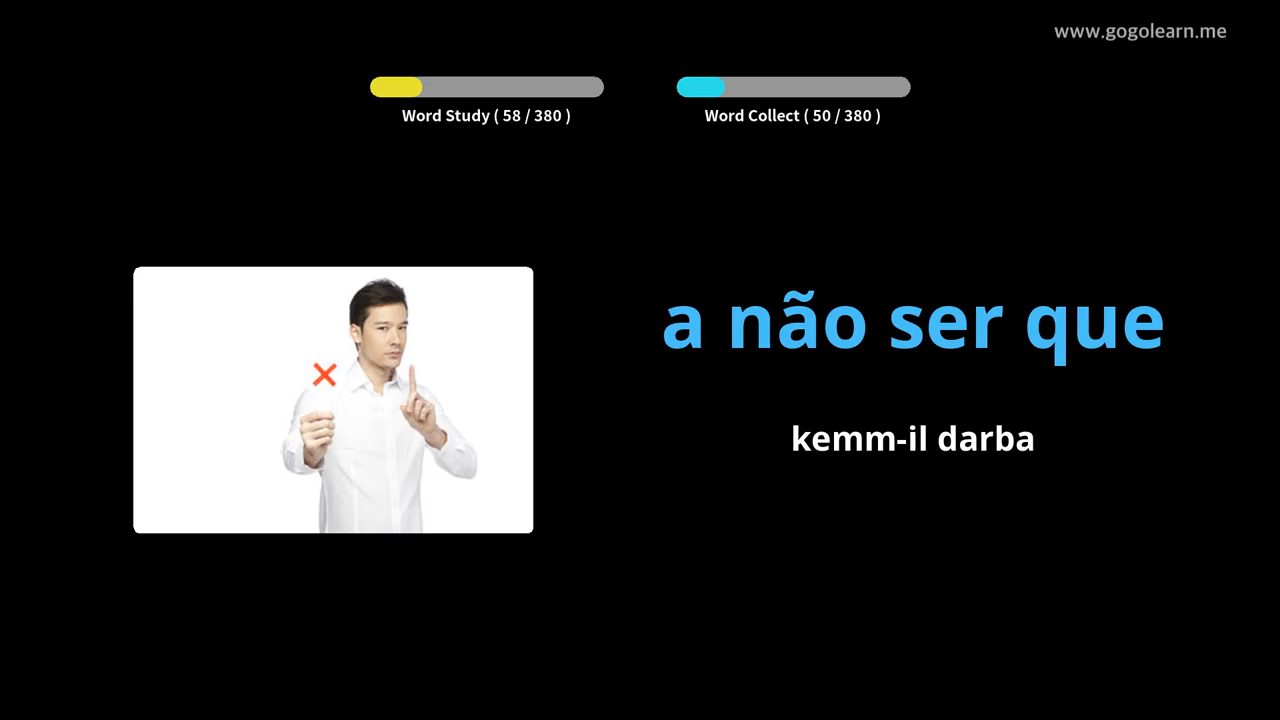 www.gogolearn.me
Word Study ( 58 / 380 )
Word Collect ( 50 / 380 )
a não ser que
kemm-il darba